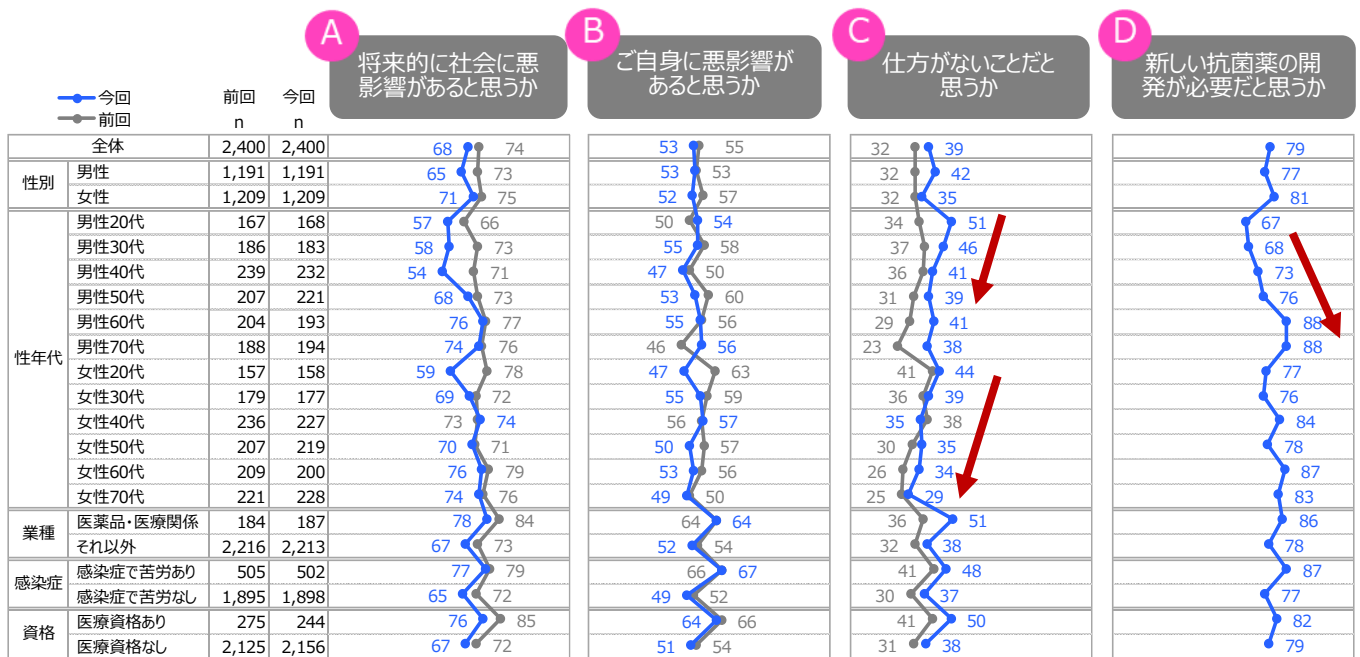 A
将来的に社会に悪
影響があると思うか
B
ご自身に悪影響が
あると思うか
C
仕方がないことだと
思うか
D
新しい抗菌薬の開
発が必要だと思うか
今回
前回
前回 今回
n n
全体 2,400 2,400 68 74 53 55 32 39 79
性別
男性 1,191 1,191 65 73 53 53 32 42 77
女性 1,209 1,209 71 75 52 57 32 35 81
性年代
男性20代 167 168 57 66 50 54 34 51 67
男性30代 186 183 58 73 55 58 37 46 68
男性40代 239 232 54 71 47 50 36 41 73
男性50代 207 221 68 73 53 60 31 39 76
男性60代 204 193 76 77 55 56 29 41 88
男性70代 188 194 74 76 46 56 23 38 88
女性20代 157 158 59 78 47 63 41 44 77
女性30代 179 177 69 72 55 59 36 39 76
女性40代 236 227 73 74 56 57 35 38 84
女性50代 207 219 70 71 50 57 30 35 78
女性60代 209 200 76 79 53 56 26 34 87
女性70代 221 228 74 76 49 50 25 29 83
業種
医薬品・医療関係 184 187 78 84 64 64 36 51 86
それ以外 2,216 2,213 67 73 52 54 32 38 78
感染症
感染症で苦労あり 505 502 77 79 66 67 41 48 87
感染症で苦労なし 1,895 1,898 65 72 49 52 30 37 77
資格
医療資格あり 275 244 76 85 64 66 41 50 82
医療資格なし 2,125 2,156 67 72 51 54 31 38 79